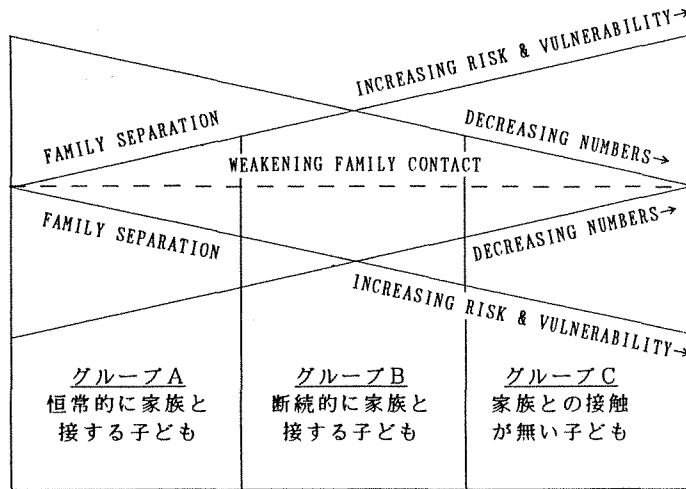 INCREASING RISK & VULNERABILITY→
FAMILY SEPARATION
DECREASING NUMBERS→
WEAKENING FAMILY CONTACT
FAMILY SEPARATION
DECREASING NUMBERS→
INCREASING RISK & VULNERABILITY→
グループA
恒常的に家族と
接する子ども
グループB
断続的に家族と
接する子ども
グループC
家族との接触
が無い子ども